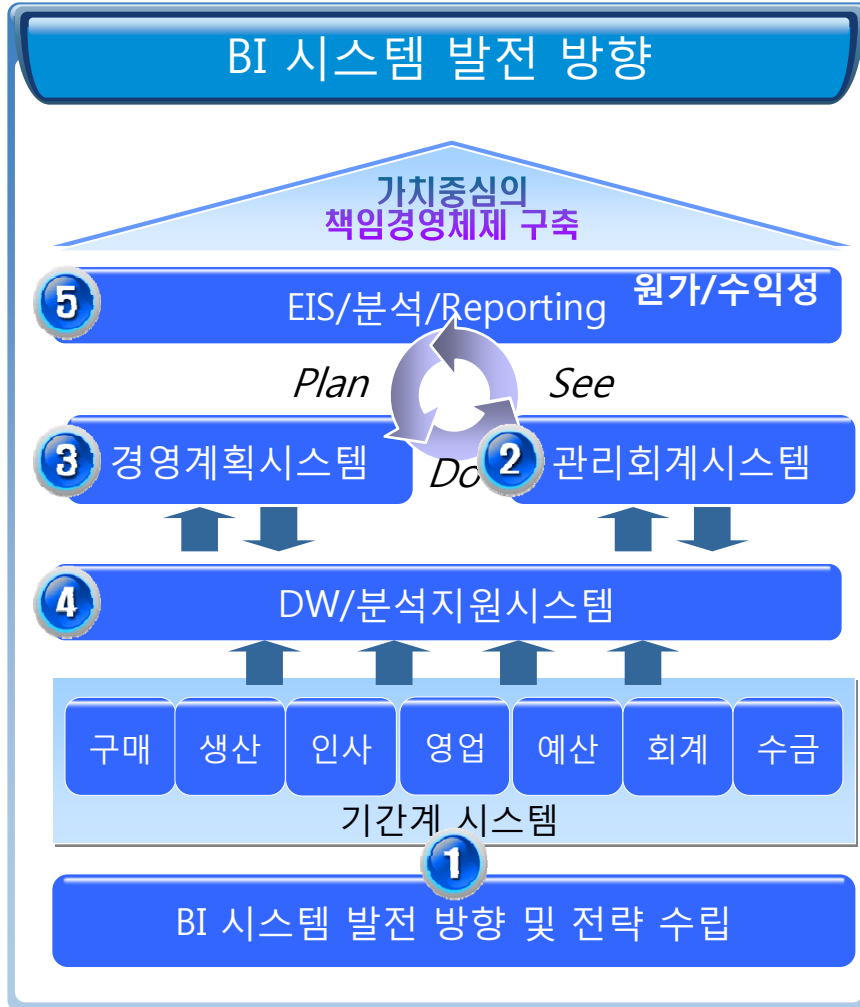 BI 시스템 발전 방향
가치중심의
책임경영체제 구축
5
EIS/분석/Reporting
원가/수익성
Plan
See
Do
3
경영계획시스템
2
관리회계시스템
4
DW/분석지원시스템
구매
생산
인사
영업
예산
회계
수금
기간계 시스템
1
BI 시스템 발전 방향 및 전략 수립